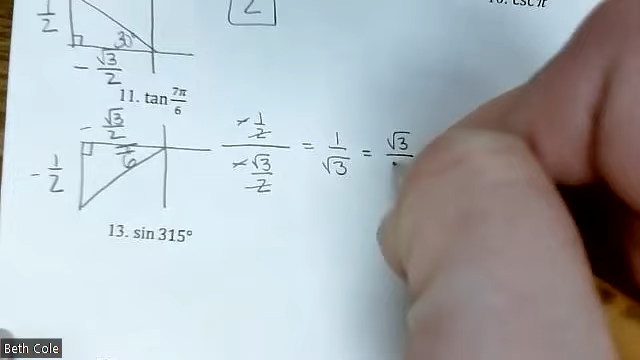 1/2
2
30°
- √3/2
11. tan 7π/6
- √3/2
- 1/2
π/6
-1/2 / -√3/2 = 1/√3 = √3/
13. sin 315°
Beth Cole